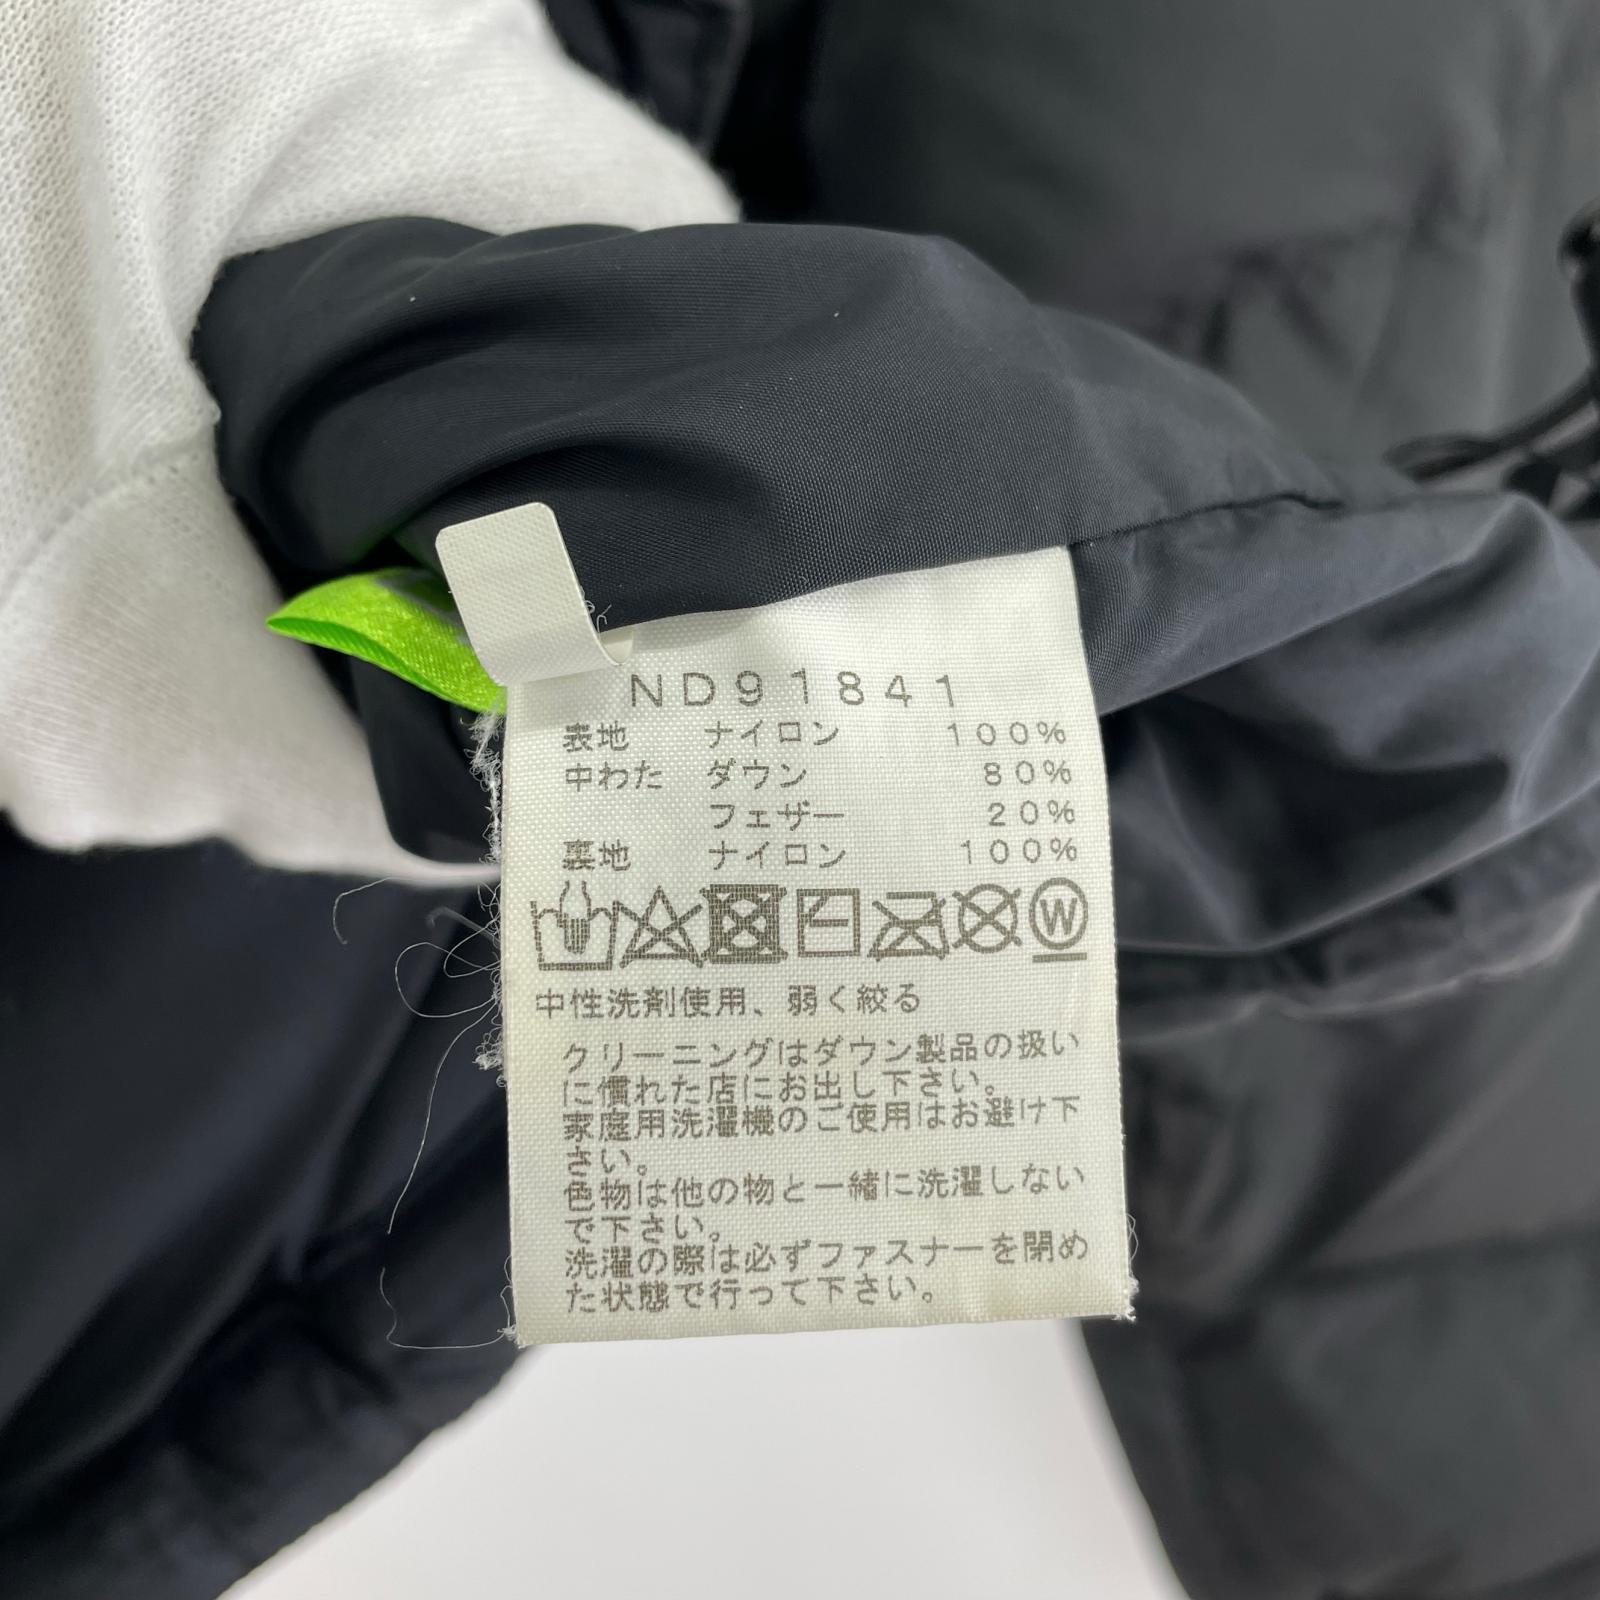 ND91841
表地 ナイロン 100%
中わた ダウン 80%
フェザー 20%
裏地 ナイロン 100%
W
中性洗剤使用、弱く絞る
クリーニングはダウン製品の扱い
に慣れた店にお出し下さい。
家庭用洗濯機のご使用はお避け下
さい。
色物は他の物と一緒に洗濯しない
で下さい。
洗濯の際は必ずファスナーを閉め
た状態で行って下さい。